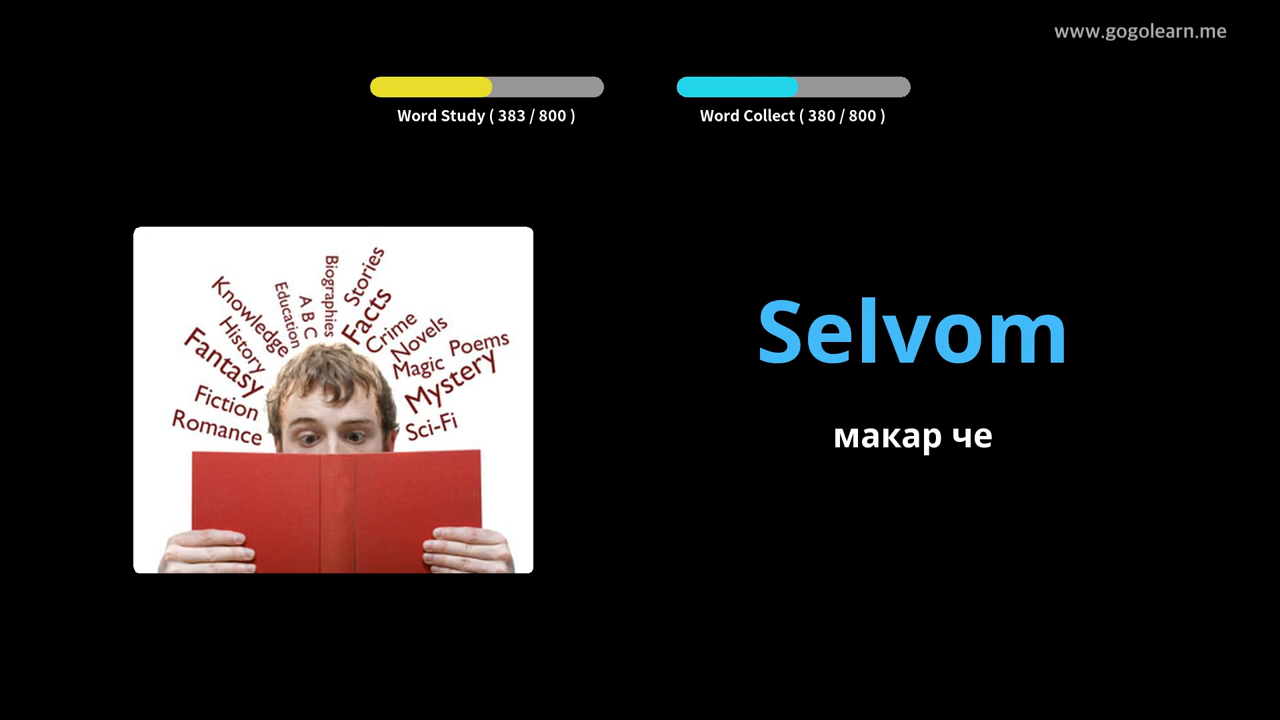 www.gogolearn.me
Word Study ( 383 / 800 )
Word Collect ( 380 / 800 )
Biographies
Stories
Education
A B C
Facts
Knowledge
Crime
History
Novels
Fantasy
Magic
Poems
Mystery
Fiction
Romance
Sci-Fi
Selvom
макар че